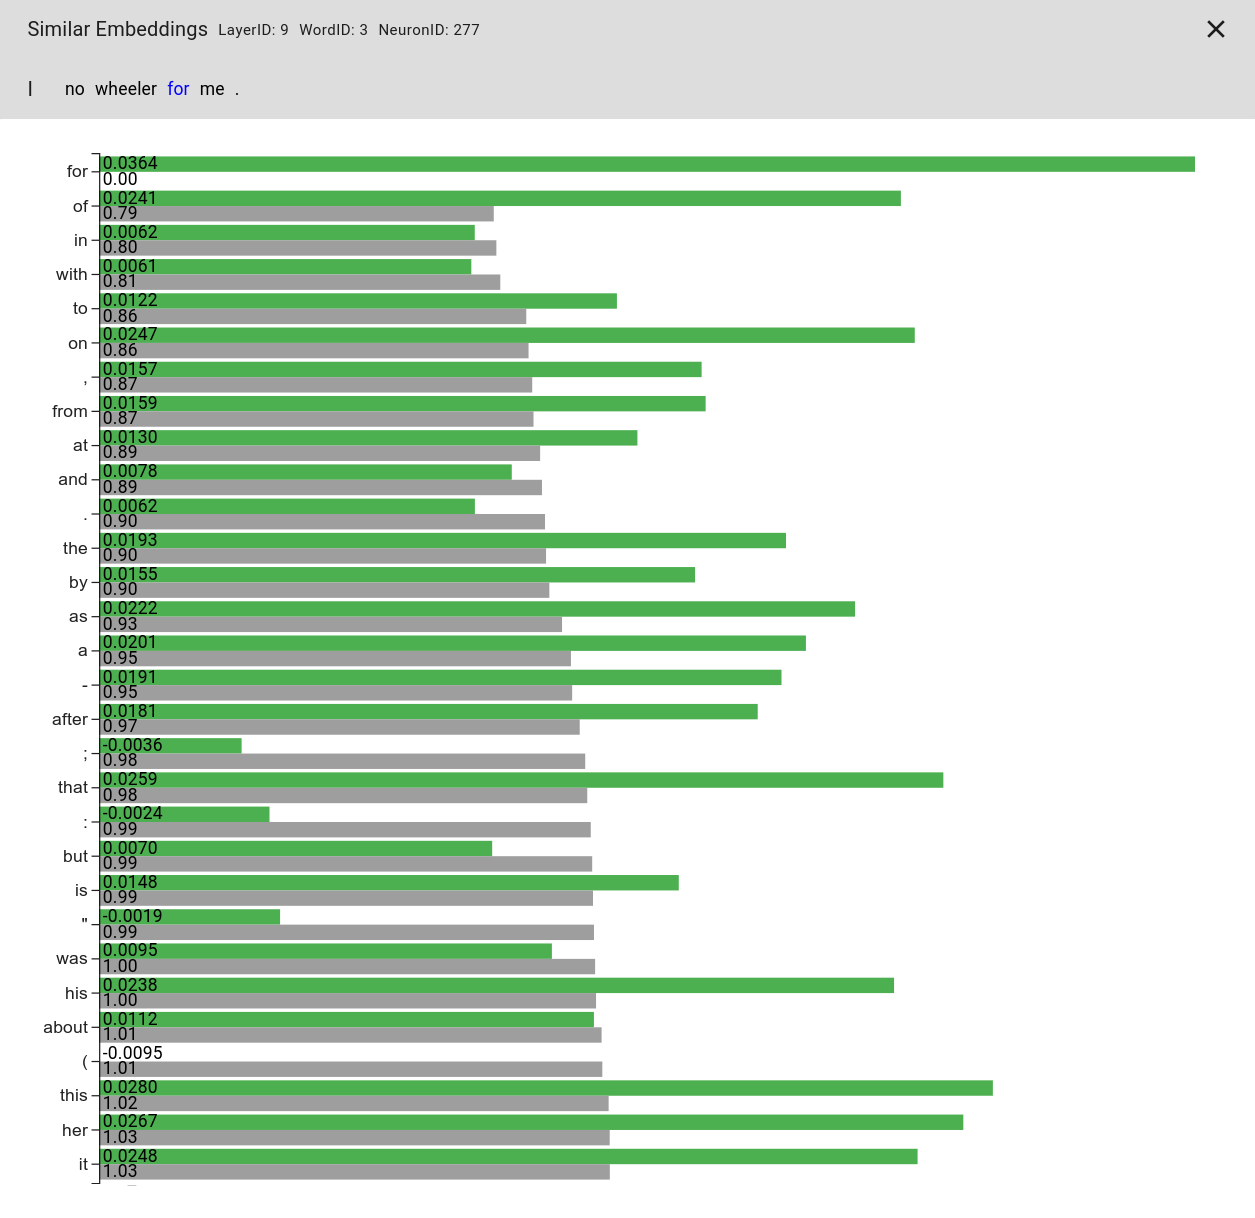 Similar Embeddings LayerID: 9 WordID: 3 NeuronID: 277
I no wheeler for me .
for 0.0364
0.00
of 0.0241
0.79
in 0.0062
0.80
with 0.0061
0.81
to 0.0122
0.86
on 0.0247
0.86
, 0.0157
0.87
from 0.0159
0.87
at 0.0130
0.89
and 0.0078
0.89
. 0.0062
0.90
the 0.0193
0.90
by 0.0155
0.90
as 0.0222
0.93
a 0.0201
0.95
- 0.0191
0.95
after 0.0181
0.97
; -0.0036
0.98
that 0.0259
0.98
: -0.0024
0.99
but 0.0070
0.99
is 0.0148
0.99
" -0.0019
0.99
was 0.0095
1.00
his 0.0238
1.00
about 0.0112
1.01
( -0.0095
1.01
this 0.0280
1.02
her 0.0267
1.03
it 0.0248
1.03